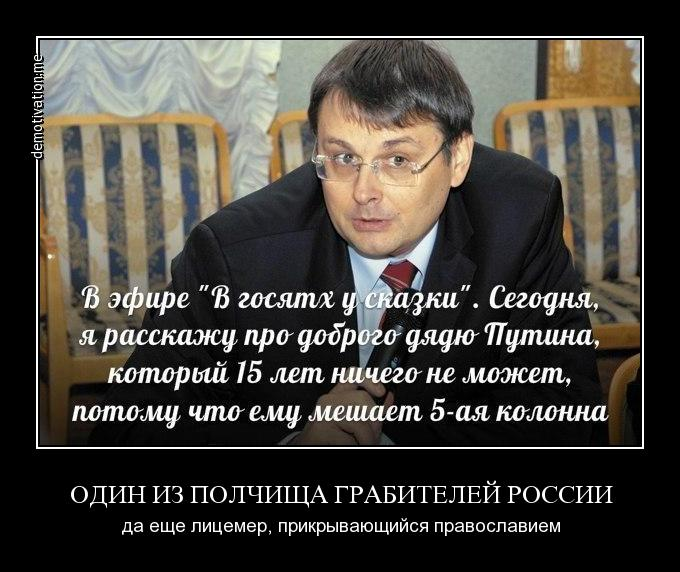 demotivation.me
В эфире "В госятх у сказки". Сегодня,
я расскажу про доброго дядю Путина,
который 15 лет ничего не может,
потому что ему мешает 5-ая колонна
ОДИН ИЗ ПОЛЧИЩА ГРАБИТЕЛЕЙ РОССИИ
да еще лицемер, прикрывающийся православием